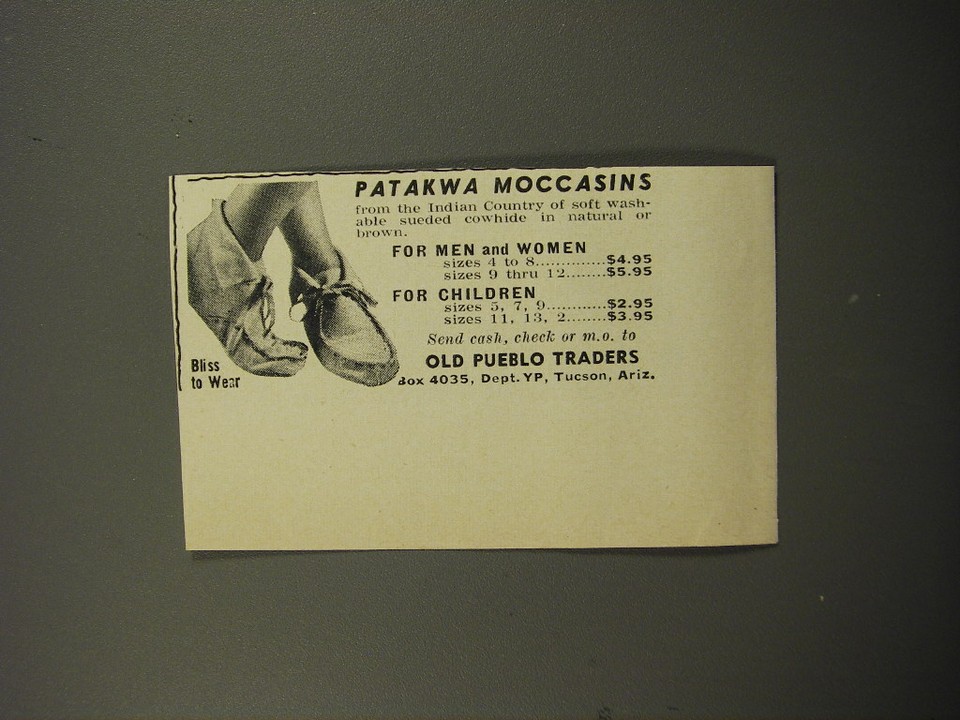 PATAKWA MOCCASINS
from the Indian Country of soft wash-
able sueded cowhide in natural or
brown.
FOR MEN and WOMEN
sizes 4 to 8..............$4.95
sizes 9 thru 12........$5.95
FOR CHILDREN
sizes 5, 7, 9............$2.95
sizes 11, 13, 2........$3.95
Send cash, check or m.o. to
OLD PUEBLO TRADERS
Box 4035, Dept. YP, Tucson, Ariz.
Bliss
to Wear